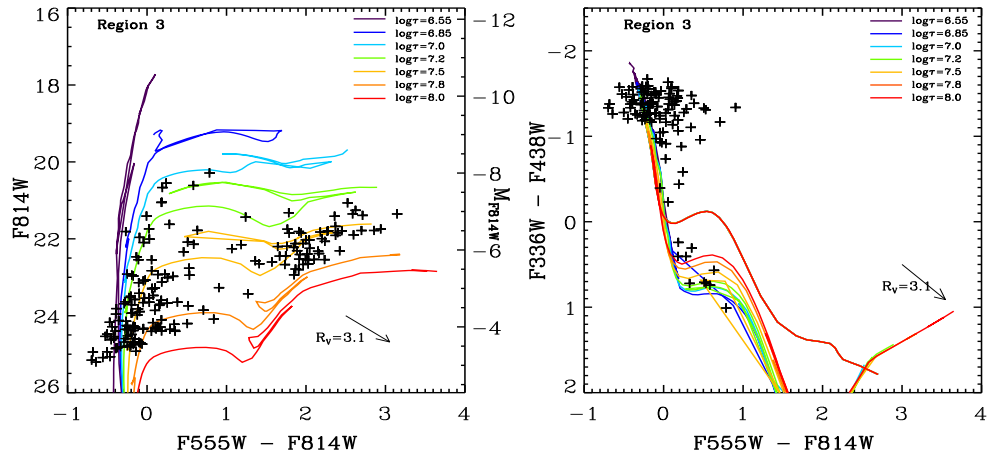 Region 3
logτ=6.55
logτ=6.85
logτ=7.0
logτ=7.2
logτ=7.5
logτ=7.8
logτ=8.0
16
18
20
22
24
26
F814W
−12
−10
−8
−6
−4
M_F814W
R_V=3.1
−1 0 1 2 3 4
F555W − F814W
Region 3
logτ=6.55
logτ=6.85
logτ=7.0
logτ=7.2
logτ=7.5
logτ=7.8
logτ=8.0
−2
−1
0
1
2
F336W − F438W
R_V=3.1
−1 0 1 2 3 4
F555W − F814W